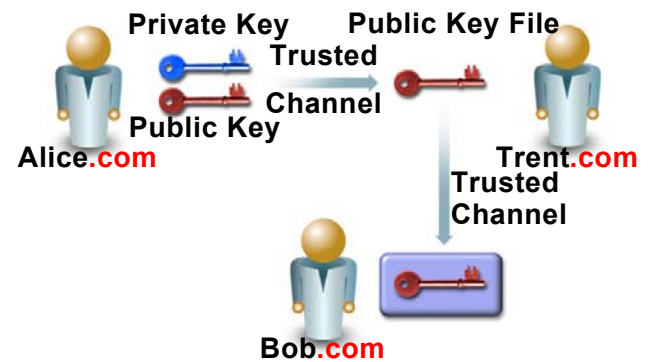 Private Key
Public Key File
Trusted
Channel
Public Key
Alice.com
Trent.com
Trusted
Channel
Bob.com